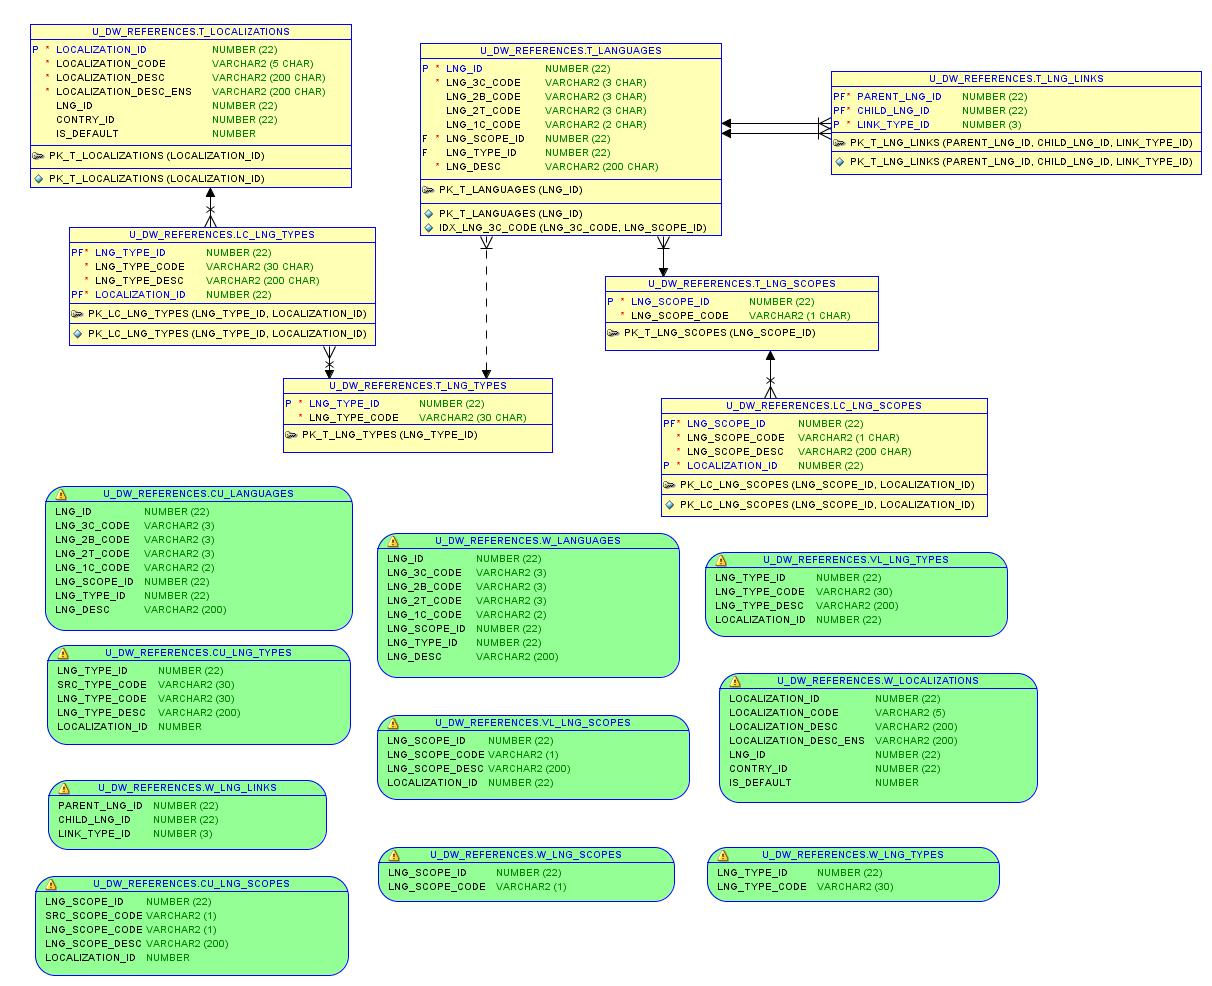 U_DW_REFERENCES.T_LOCALIZATIONS
P * LOCALIZATION_ID NUMBER (22)
* LOCALIZATION_CODE VARCHAR2 (5 CHAR)
* LOCALIZATION_DESC VARCHAR2 (200 CHAR)
* LOCALIZATION_DESC_ENS VARCHAR2 (200 CHAR)
LNG_ID NUMBER (22)
CONTRY_ID NUMBER (22)
IS_DEFAULT NUMBER
PK_T_LOCALIZATIONS (LOCALIZATION_ID)
PK_T_LOCALIZATIONS (LOCALIZATION_ID)
U_DW_REFERENCES.T_LANGUAGES
P * LNG_ID NUMBER (22)
* LNG_3C_CODE VARCHAR2 (3 CHAR)
LNG_2B_CODE VARCHAR2 (3 CHAR)
LNG_2T_CODE VARCHAR2 (3 CHAR)
LNG_1C_CODE VARCHAR2 (2 CHAR)
F * LNG_SCOPE_ID NUMBER (22)
F LNG_TYPE_ID NUMBER (22)
* LNG_DESC VARCHAR2 (200 CHAR)
PK_T_LANGUAGES (LNG_ID)
PK_T_LANGUAGES (LNG_ID)
IDX_LNG_3C_CODE (LNG_3C_CODE, LNG_SCOPE_ID)
U_DW_REFERENCES.T_LNG_LINKS
PF* PARENT_LNG_ID NUMBER (22)
PF* CHILD_LNG_ID NUMBER (22)
P * LINK_TYPE_ID NUMBER (3)
PK_T_LNG_LINKS (PARENT_LNG_ID, CHILD_LNG_ID, LINK_TYPE_ID)
PK_T_LNG_LINKS (PARENT_LNG_ID, CHILD_LNG_ID, LINK_TYPE_ID)
U_DW_REFERENCES.LC_LNG_TYPES
PF* LNG_TYPE_ID NUMBER (22)
* LNG_TYPE_CODE VARCHAR2 (30 CHAR)
* LNG_TYPE_DESC VARCHAR2 (200 CHAR)
PF* LOCALIZATION_ID NUMBER (22)
PK_LC_LNG_TYPES (LNG_TYPE_ID, LOCALIZATION_ID)
PK_LC_LNG_TYPES (LNG_TYPE_ID, LOCALIZATION_ID)
U_DW_REFERENCES.T_LNG_SCOPES
P * LNG_SCOPE_ID NUMBER (22)
* LNG_SCOPE_CODE VARCHAR2 (1 CHAR)
PK_T_LNG_SCOPES (LNG_SCOPE_ID)
U_DW_REFERENCES.T_LNG_TYPES
P * LNG_TYPE_ID NUMBER (22)
* LNG_TYPE_CODE VARCHAR2 (30 CHAR)
PK_T_LNG_TYPES (LNG_TYPE_ID)
U_DW_REFERENCES.LC_LNG_SCOPES
PF* LNG_SCOPE_ID NUMBER (22)
* LNG_SCOPE_CODE VARCHAR2 (1 CHAR)
* LNG_SCOPE_DESC VARCHAR2 (200 CHAR)
P * LOCALIZATION_ID NUMBER (22)
PK_LC_LNG_SCOPES (LNG_SCOPE_ID, LOCALIZATION_ID)
PK_LC_LNG_SCOPES (LNG_SCOPE_ID, LOCALIZATION_ID)
U_DW_REFERENCES.CU_LANGUAGES
LNG_ID NUMBER (22)
LNG_3C_CODE VARCHAR2 (3)
LNG_2B_CODE VARCHAR2 (3)
LNG_2T_CODE VARCHAR2 (3)
LNG_1C_CODE VARCHAR2 (2)
LNG_SCOPE_ID NUMBER (22)
LNG_TYPE_ID NUMBER (22)
LNG_DESC VARCHAR2 (200)
U_DW_REFERENCES.W_LANGUAGES
LNG_ID NUMBER (22)
LNG_3C_CODE VARCHAR2 (3)
LNG_2B_CODE VARCHAR2 (3)
LNG_2T_CODE VARCHAR2 (3)
LNG_1C_CODE VARCHAR2 (2)
LNG_SCOPE_ID NUMBER (22)
LNG_TYPE_ID NUMBER (22)
LNG_DESC VARCHAR2 (200)
U_DW_REFERENCES.VL_LNG_TYPES
LNG_TYPE_ID NUMBER (22)
LNG_TYPE_CODE VARCHAR2 (30)
LNG_TYPE_DESC VARCHAR2 (200)
LOCALIZATION_ID NUMBER (22)
U_DW_REFERENCES.CU_LNG_TYPES
LNG_TYPE_ID NUMBER (22)
SRC_TYPE_CODE VARCHAR2 (30)
LNG_TYPE_CODE VARCHAR2 (30)
LNG_TYPE_DESC VARCHAR2 (200)
LOCALIZATION_ID NUMBER
U_DW_REFERENCES.W_LOCALIZATIONS
LOCALIZATION_ID NUMBER (22)
LOCALIZATION_CODE VARCHAR2 (5)
LOCALIZATION_DESC VARCHAR2 (200)
LOCALIZATION_DESC_ENS VARCHAR2 (200)
LNG_ID NUMBER (22)
CONTRY_ID NUMBER (22)
IS_DEFAULT NUMBER
U_DW_REFERENCES.VL_LNG_SCOPES
LNG_SCOPE_ID NUMBER (22)
LNG_SCOPE_CODE VARCHAR2 (1)
LNG_SCOPE_DESC VARCHAR2 (200)
LOCALIZATION_ID NUMBER (22)
U_DW_REFERENCES.W_LNG_LINKS
PARENT_LNG_ID NUMBER (22)
CHILD_LNG_ID NUMBER (22)
LINK_TYPE_ID NUMBER (3)
U_DW_REFERENCES.W_LNG_SCOPES
LNG_SCOPE_ID NUMBER (22)
LNG_SCOPE_CODE VARCHAR2 (1)
U_DW_REFERENCES.W_LNG_TYPES
LNG_TYPE_ID NUMBER (22)
LNG_TYPE_CODE VARCHAR2 (30)
U_DW_REFERENCES.CU_LNG_SCOPES
LNG_SCOPE_ID NUMBER (22)
SRC_SCOPE_CODE VARCHAR2 (1)
LNG_SCOPE_CODE VARCHAR2 (1)
LNG_SCOPE_DESC VARCHAR2 (200)
LOCALIZATION_ID NUMBER